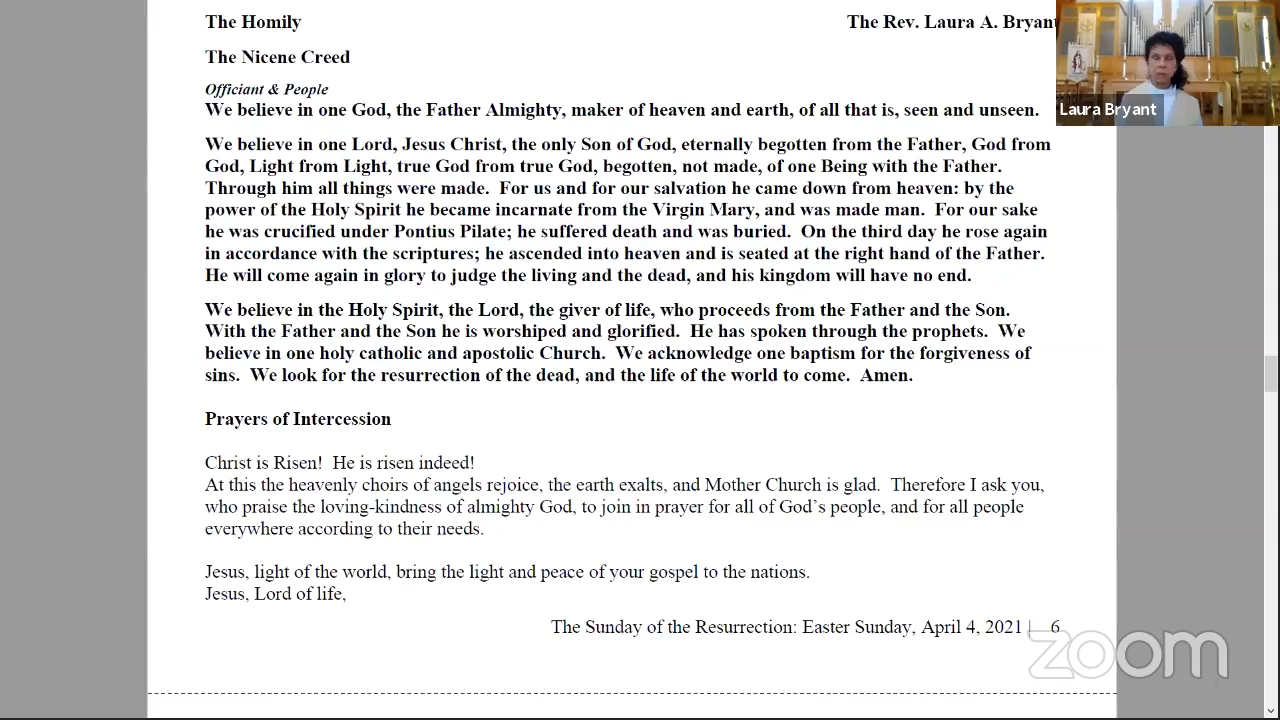 The Homily The Rev. Laura A. Bryant
The Nicene Creed
Officiant & People
We believe in one God, the Father Almighty, maker of heaven and earth, of all that is, seen and unseen.
We believe in one Lord, Jesus Christ, the only Son of God, eternally begotten from the Father, God from
God, Light from Light, true God from true God, begotten, not made, of one Being with the Father.
Through him all things were made. For us and for our salvation he came down from heaven: by the
power of the Holy Spirit he became incarnate from the Virgin Mary, and was made man. For our sake
he was crucified under Pontius Pilate; he suffered death and was buried. On the third day he rose again
in accordance with the scriptures; he ascended into heaven and is seated at the right hand of the Father.
He will come again in glory to judge the living and the dead, and his kingdom will have no end.
We believe in the Holy Spirit, the Lord, the giver of life, who proceeds from the Father and the Son.
With the Father and the Son he is worshiped and glorified. He has spoken through the prophets. We
believe in one holy catholic and apostolic Church. We acknowledge one baptism for the forgiveness of
sins. We look for the resurrection of the dead, and the life of the world to come. Amen.
Prayers of Intercession
Christ is Risen! He is risen indeed!
At this the heavenly choirs of angels rejoice, the earth exalts, and Mother Church is glad. Therefore I ask you,
who praise the loving-kindness of almighty God, to join in prayer for all of God's people, and for all people
everywhere according to their needs.
Jesus, light of the world, bring the light and peace of your gospel to the nations.
Jesus, Lord of life,
The Sunday of the Resurrection: Easter Sunday, April 4, 2021 | 6
Laura Bryant
zoom